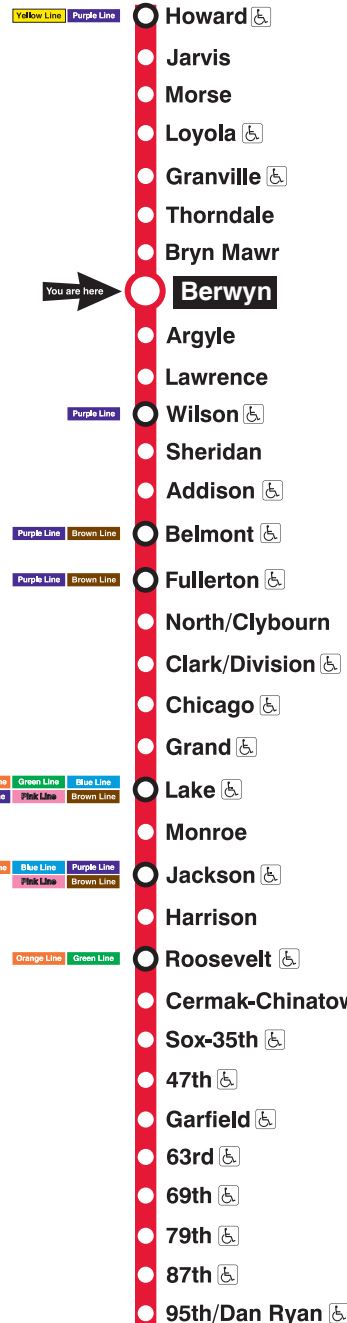 Yellow Line Purple Line Howard
Jarvis
Morse
Loyola
Granville
Thorndale
Bryn Mawr
You are here Berwyn
Argyle
Lawrence
Purple Line Wilson
Sheridan
Addison
Purple Line Brown Line Belmont
Purple Line Brown Line Fullerton
North/Clybourn
Clark/Division
Chicago
Grand
Green Line Blue Line
Pink Line Brown Line
Lake
Monroe
Blue Line Purple Line
Pink Line Brown Line
Jackson
Harrison
Orange Line Green Line Roosevelt
Cermak-Chinatow
Sox-35th
47th
Garfield
63rd
69th
79th
87th
95th/Dan Ryan